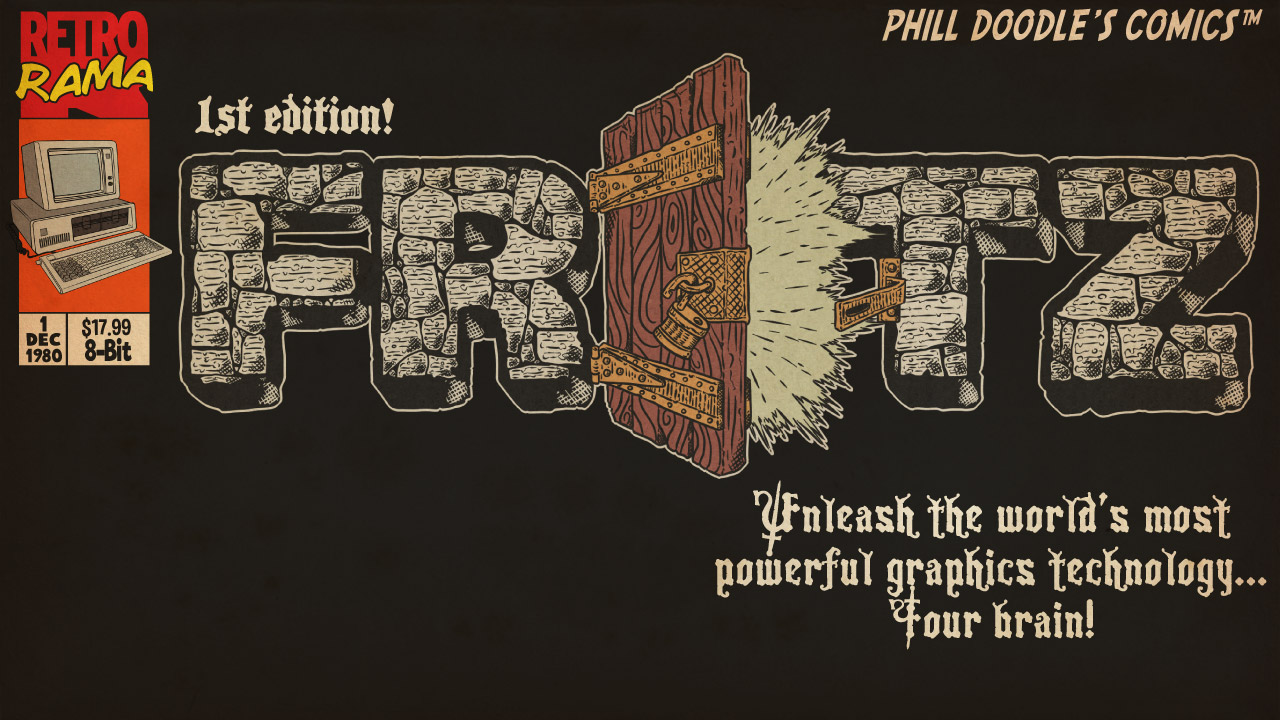 RETRO
RAMA
PHILL DOODLE'S COMICS™
1st edition!
FROTZ
1
DEC
1980
$17.99
8-Bit
Unleash the world's most
powerful graphics technology...
Your brain!